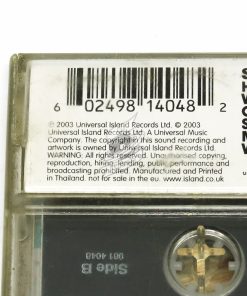 6 02498 14048 2
℗ 2003 Universal Island Records Ltd. © 2003
Universal Island Records Ltd. A Universal Music
Company. The copyright in this sound recording and
artwork is owned by Universal Island Records Ltd.
WARNING: All rights reserved. Unauthorised copying,
reproduction, hiring, lending, public performance and
broadcasting prohibited. Manufactured and Printed
in Thailand. not for sale in the eu. www.island.co.uk
Side B
981 4048